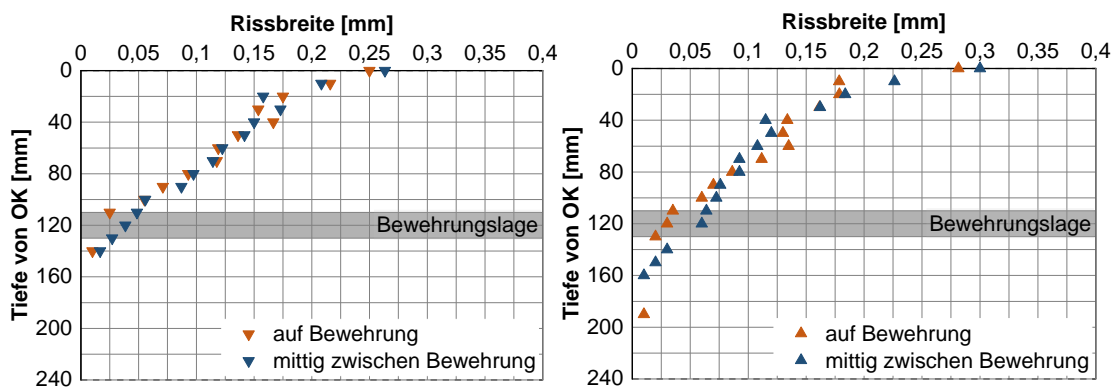 Rissbreite [mm]
0 0,05 0,1 0,15 0,2 0,25 0,3 0,35 0,4
Tiefe von OK [mm]
0
40
80
120
160
200
240
Bewehrungslage
auf Bewehrung
mittig zwischen Bewehrung
Rissbreite [mm]
0 0,05 0,1 0,15 0,2 0,25 0,3 0,35 0,4
Tiefe von OK [mm]
0
40
80
120
160
200
240
Bewehrungslage
auf Bewehrung
mittig zwischen Bewehrung